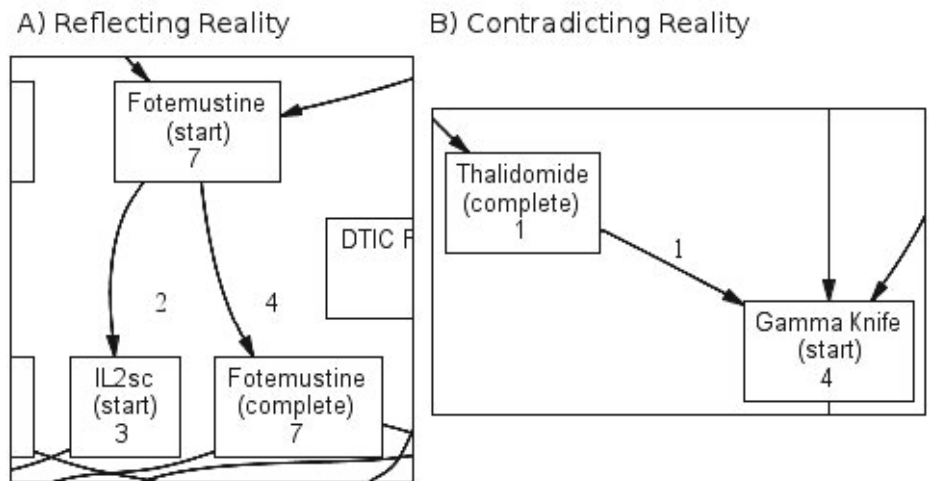 A) Reflecting Reality
B) Contradicting Reality
Fotemustine
(start)
7
DTIC F
2
4
IL2sc
(start)
3
Fotemustine
(complete)
7
Thalidomide
(complete)
1
1
Gamma Knife
(start)
4